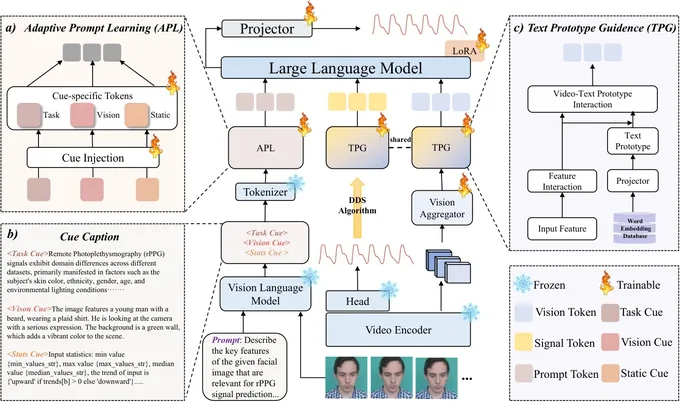 a) Adaptive Prompt Learning (APL)
Cue-specific Tokens
Task
Vision
Static
Cue Injection
b) Cue Caption
<Task Cue>Remote Photoplethysmography (rPPG)
signals exhibit domain differences across different
datasets, primarily manifested in factors such as the
subject's skin color, ethnicity, gender, age, and
environmental lighting conditions·······
<Vison Cue>The image features a young man with a
beard, wearing a plaid shirt. He is looking at the camera
with a serious expression. The background is a green wall,
which adds a vibrant color to the scene.
<Stats Cue>Input statistics: min value
{min_values_str}, max value {max_values_str}, median
value {median_values_str}, the trend of input is
{'upward' if trends[b] > 0 else 'downward'}.....
Projector
LoRA
Large Language Model
APL
TPG
shared
TPG
Tokenizer
DDS
Algorithm
Vision
Aggregator
<Task Cue>
<Vision Cue>
<Stats Cue >
Vision Language
Model
Head
Video Encoder
Prompt: Describe
the key features
of the given facial
image that are
relevant for rPPG
signal prediction...
...
c) Text Prototype Guidence (TPG)
Video-Text Prototype
Interaction
Text
Prototype
Feature
Interaction
Projector
Input Feature
Word
Embedding
Database
Frozen
Trainable
Vision Token
Task Cue
Signal Token
Vision Cue
Prompt Token
Static Cue